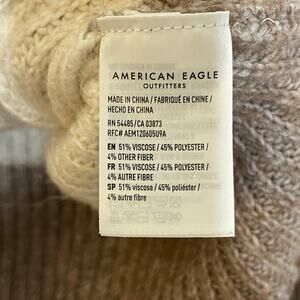 AMERICAN EAGLE
OUTFITTERS
MADE IN CHINA / FABRIQUÉ EN CHINE /
HECHO EN CHINA
RN 54485/CA 03873
RFC# AEM120605U9A
EN 51% VISCOSE / 45% POLYESTER /
4% OTHER FIBER
FR 51% VISCOSE / 45% POLYESTER /
4% AUTRE FIBRE
SP 51% viscosa / 45% poliéster /
4% autre fibre